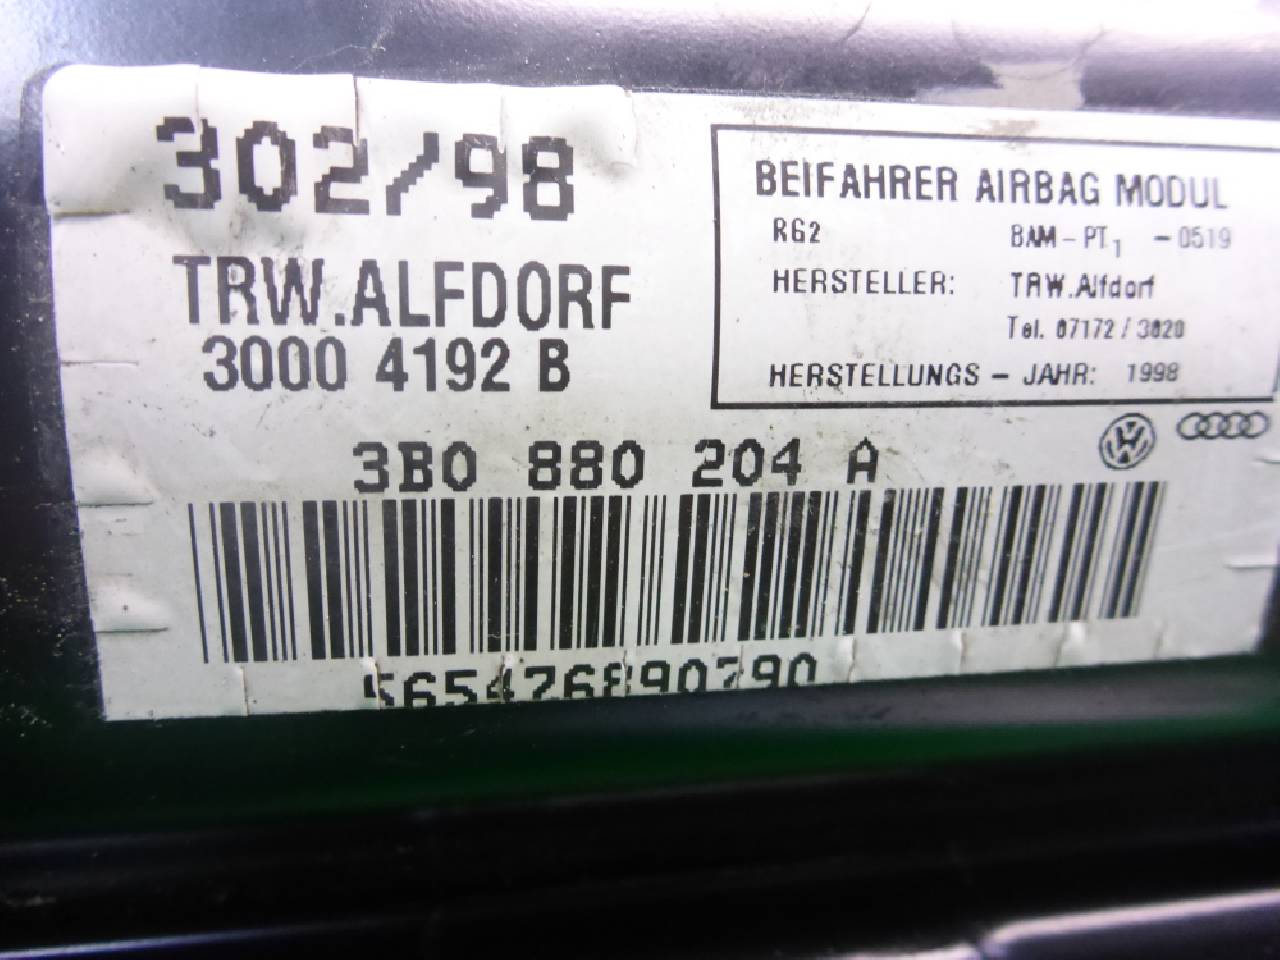 302/98
TRW.ALFDORF
3000 4192 B
BEIFAHRER AIRBAG MODUL
RG2 BAM-PT1 -0519
HERSTELLER: TRW.Alfdorf
Tel. 07172/3020
HERSTELLUNGS - JAHR: 1998
3B0 880 204 A
565476890790